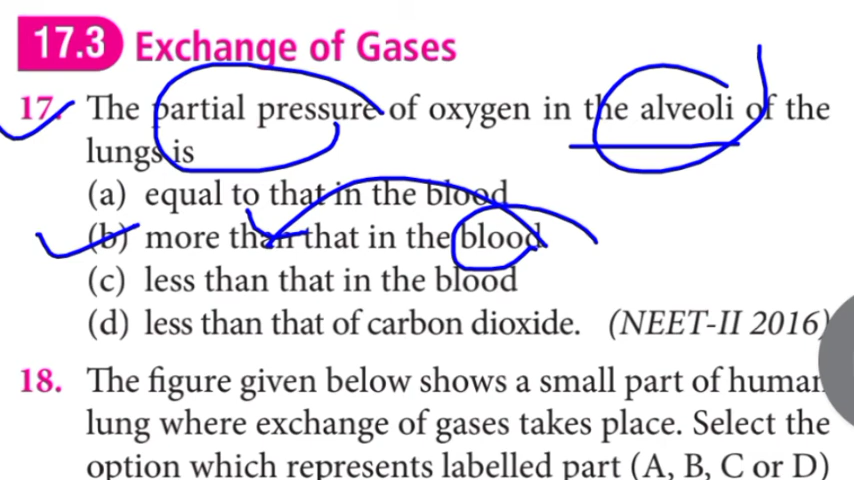 17.3 Exchange of Gases
17. The partial pressure of oxygen in the alveoli of the
lungs is
(a) equal to that in the blood
(b) more than that in the blood
(c) less than that in the blood
(d) less than that of carbon dioxide. (NEET-II 2016)
18. The figure given below shows a small part of human
lung where exchange of gases takes place. Select the
option which represents labelled part (A, B, C or D)